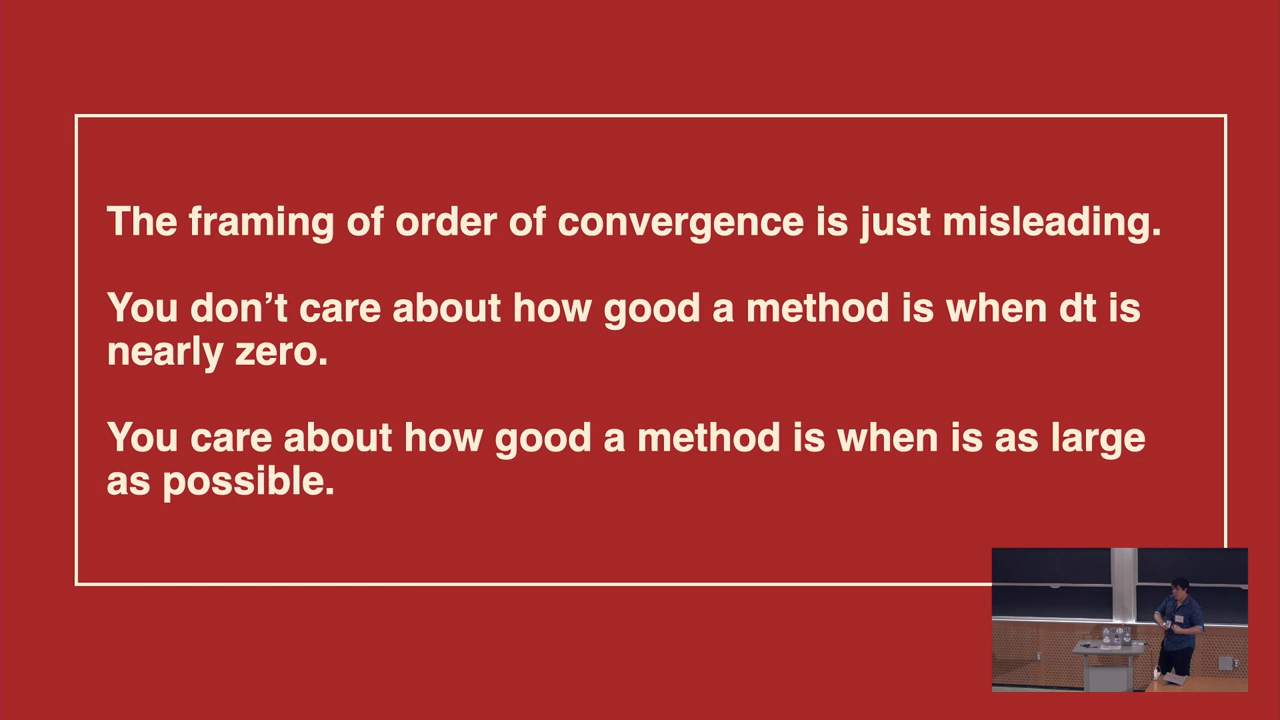 The framing of order of convergence is just misleading.
You don’t care about how good a method is when dt is
nearly zero.
You care about how good a method is when is as large
as possible.